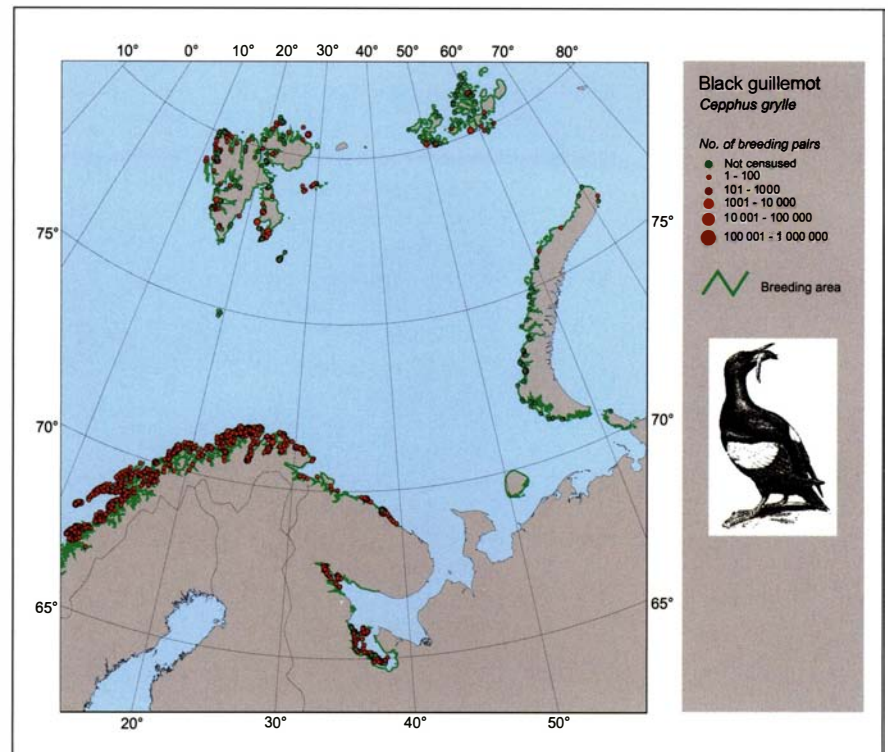 10° 0° 10° 20° 30° 40° 50° 60° 70° 80°
75° 75°
70° 70°
65° 65°
20° 30° 40° 50°
Black guillemot
Cepphus grylle
No. of breeding pairs
Not censused
1 - 100
101 - 1000
1001 - 10 000
10 001 - 100 000
100 001 - 1 000 000
Breeding area